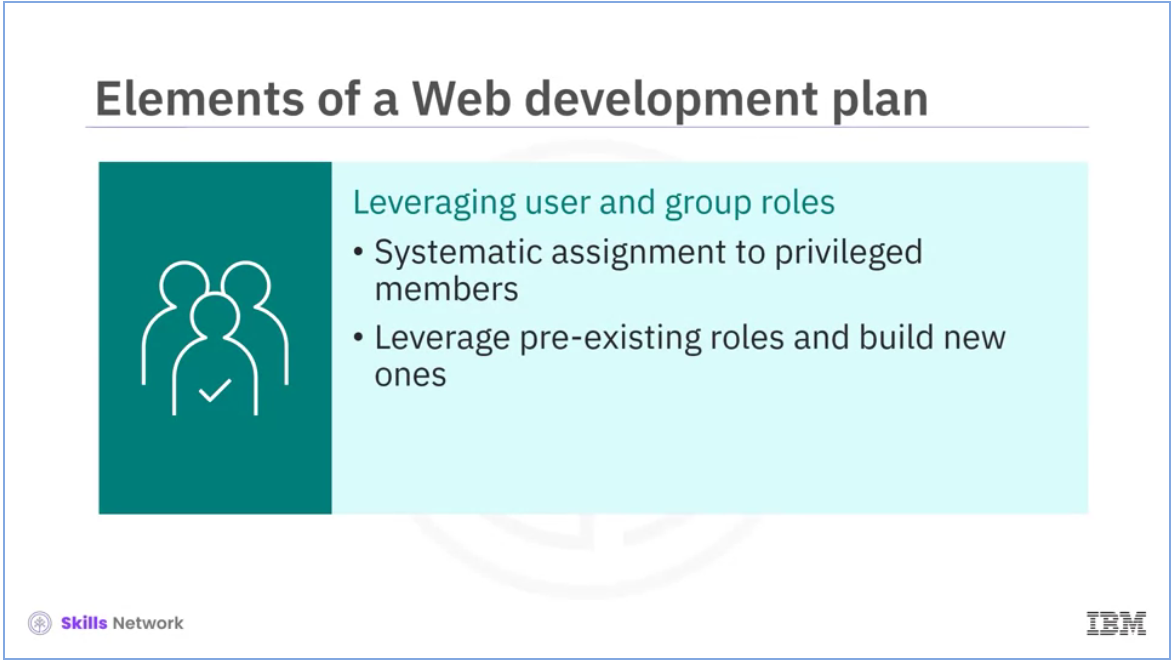 Elements of a Web development plan
Leveraging user and group roles
• Systematic assignment to privileged
members
• Leverage pre-existing roles and build new
ones
Skills Network
IBM